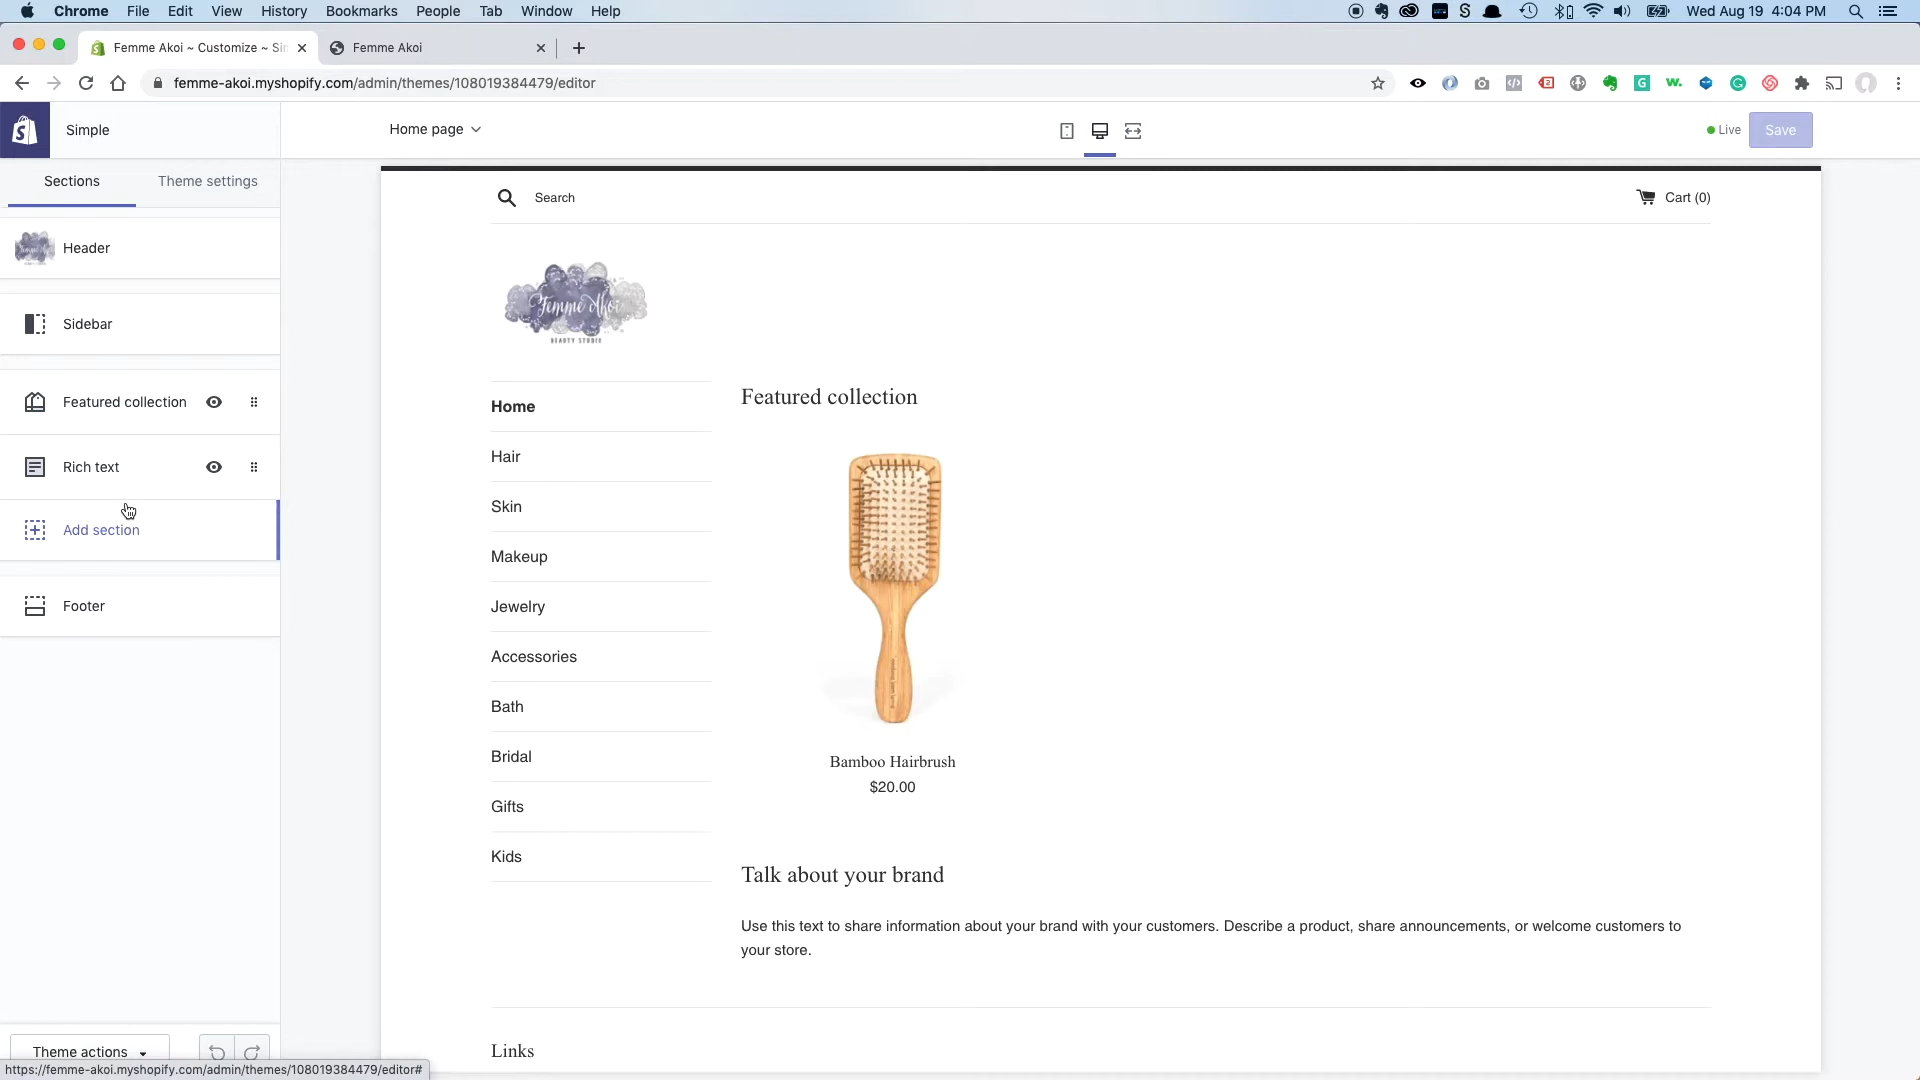 Chrome File Edit View History Bookmarks People Tab Window Help
Wed Aug 19 4:04 PM
Femme Akoi ~ Customize ~ Sim
Femme Akoi
femme-akoi.myshopify.com/admin/themes/108019384479/editor
Simple
Home page
Live
Save
Sections
Theme settings
Header
Sidebar
Featured collection
Rich text
Add section
Footer
Theme actions
https://femme-akoi.myshopify.com/admin/themes/108019384479/editor#
Search
Cart (0)
Femme Akoi
BEAUTY STUDIO
Home
Hair
Skin
Makeup
Jewelry
Accessories
Bath
Bridal
Gifts
Kids
Featured collection
Bamboo Hairbrush
$20.00
Talk about your brand
Use this text to share information about your brand with your customers. Describe a product, share announcements, or welcome customers to
your store.
Links